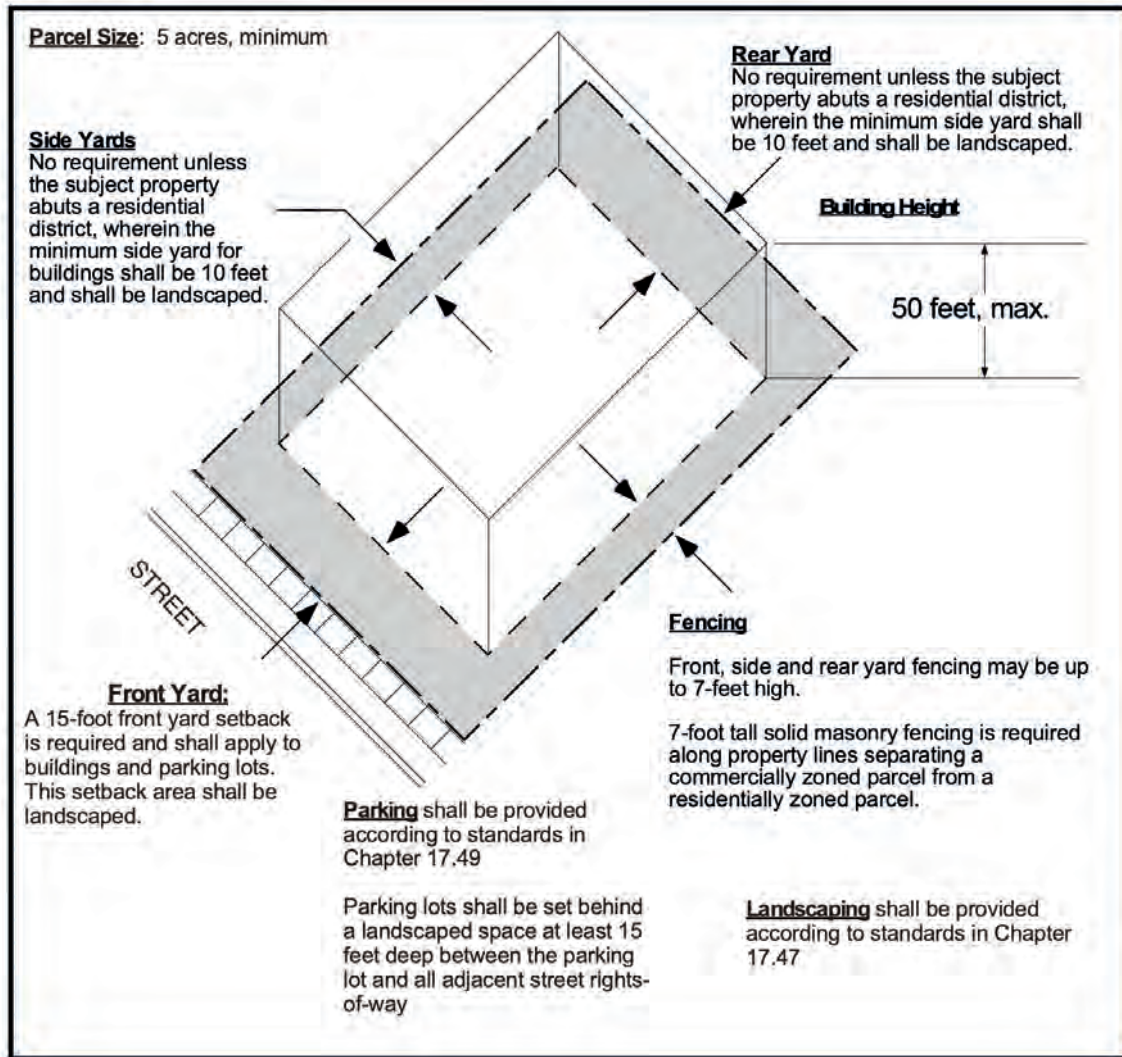 Parcel Size: 5 acres, minimum
Rear Yard
No requirement unless the subject
property abuts a residential district,
wherein the minimum side yard shall
be 10 feet and shall be landscaped.
Side Yards
No requirement unless
the subject property
abuts a residential
district, wherein the
minimum side yard for
buildings shall be 10 feet
and shall be landscaped.
Building Height
50 feet, max.
STREET
Fencing
Front, side and rear yard fencing may be up
to 7-feet high.
7-foot tall solid masonry fencing is required
along property lines separating a
commercially zoned parcel from a
residentially zoned parcel.
Front Yard:
A 15-foot front yard setback
is required and shall apply to
buildings and parking lots.
This setback area shall be
landscaped.
Parking shall be provided
according to standards in
Chapter 17.49
Parking lots shall be set behind
a landscaped space at least 15
feet deep between the parking
lot and all adjacent street rights-
of-way
Landscaping shall be provided
according to standards in Chapter
17.47